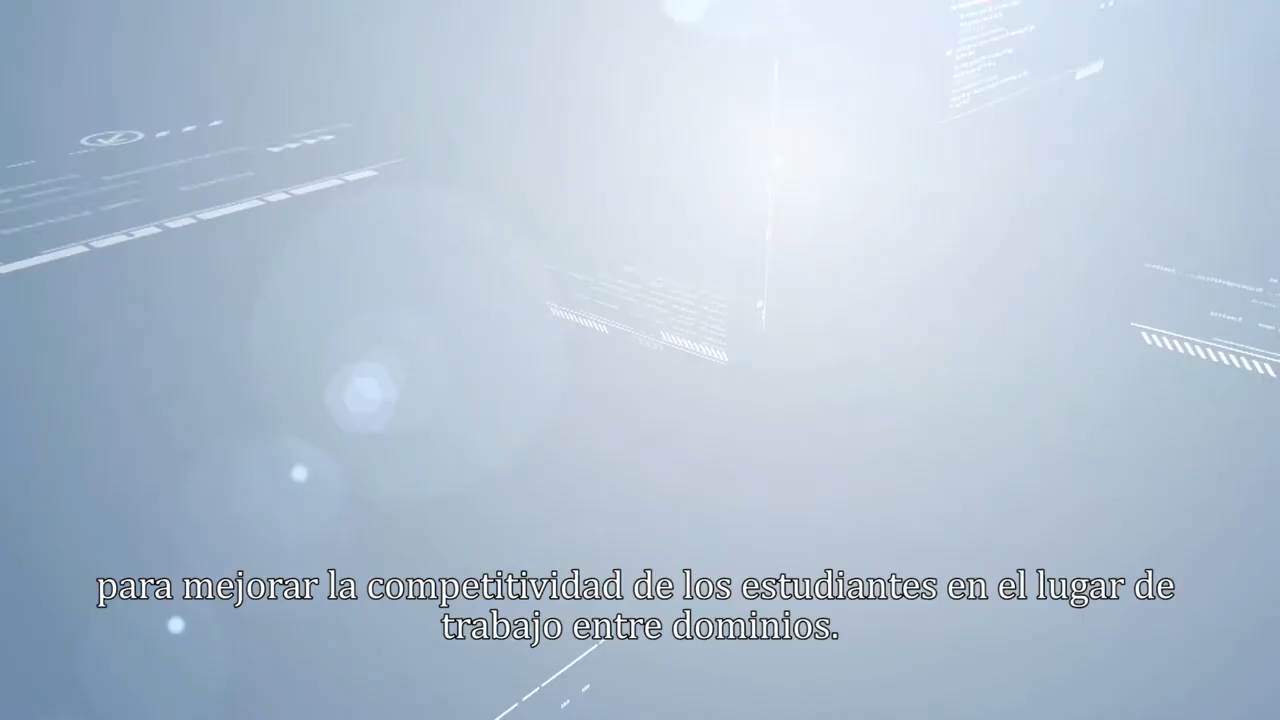 para mejorar la competitividad de los estudiantes en el lugar de
trabajo entre dominios.